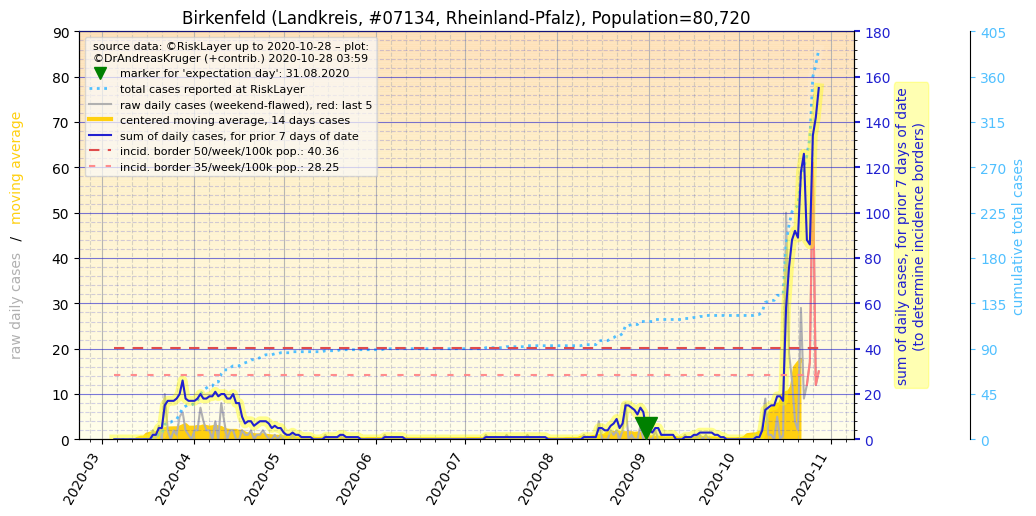 Birkenfeld (Landkreis, #07134, Rheinland-Pfalz), Population=80,720
source data: ©RiskLayer up to 2020-10-28 – plot:
©DrAndreasKruger (+contrib.) 2020-10-28 03:59
marker for 'expectation day': 31.08.2020
total cases reported at RiskLayer
raw daily cases (weekend-flawed), red: last 5
centered moving average, 14 days cases
sum of daily cases, for prior 7 days of date
incid. border 50/week/100k pop.: 40.36
incid. border 35/week/100k pop.: 28.25
raw daily cases / moving average
90
80
70
60
50
40
30
20
10
0
180
160
140
120
100
80
60
40
20
0
sum of daily cases, for prior 7 days of date
(to determine incidence borders)
405
360
315
270
225
180
135
90
45
0
cumulative total cases
2020-03
2020-04
2020-05
2020-06
2020-07
2020-08
2020-09
2020-10
2020-11